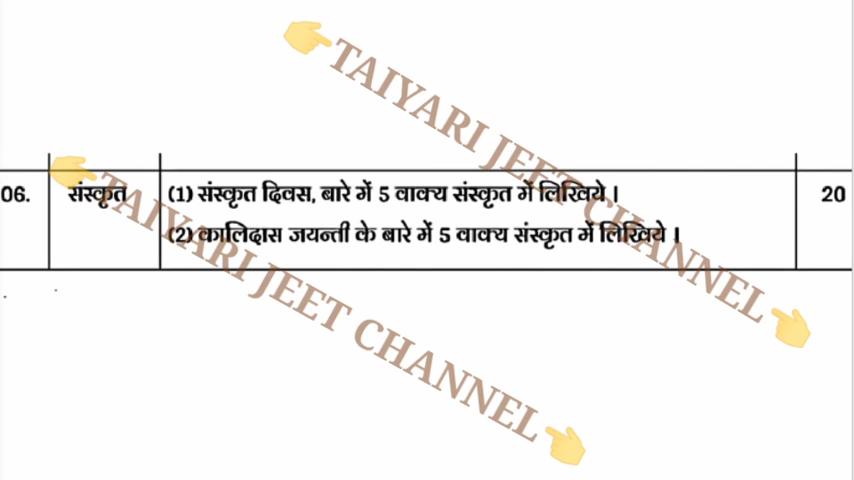 TAIYARI JEET CHANNEL
06. संस्कृत (1) संस्कृत दिवस, बारे में 5 वाक्य संस्कृत में लिखिये । 20
(2) कालिदास जयन्ती के बारे में 5 वाक्य संस्कृत में लिखिये ।
TAIYARI JEET CHANNEL